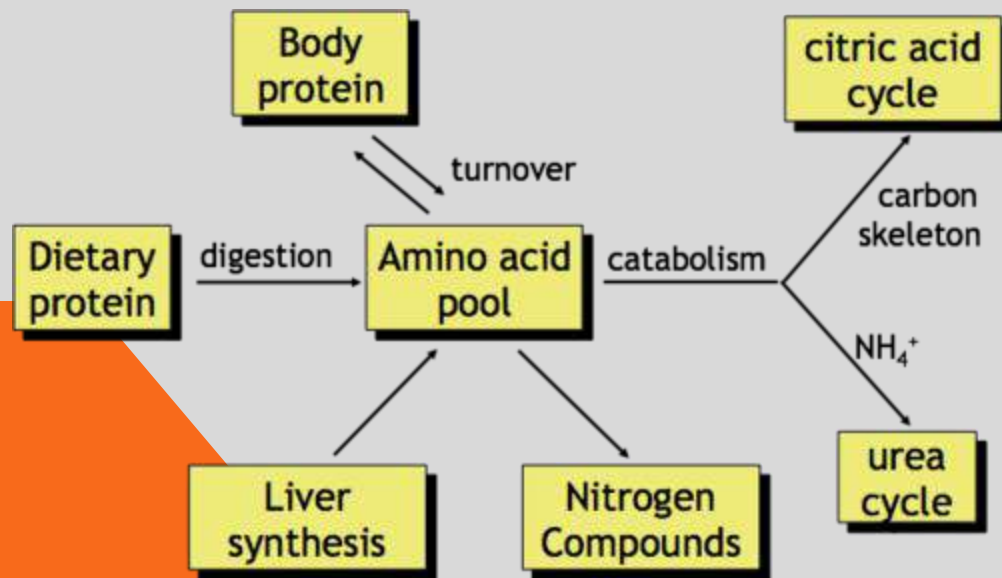 Body
protein
citric acid
cycle
turnover
carbon
skeleton
Dietary
protein
digestion
Amino acid
pool
catabolism
NH₄⁺
Liver
synthesis
Nitrogen
Compounds
urea
cycle